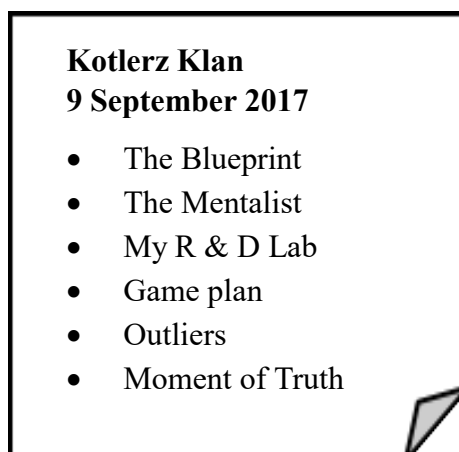 Kotlerz Klan
9 September 2017
• The Blueprint
• The Mentalist
• My R & D Lab
• Game plan
• Outliers
• Moment of Truth